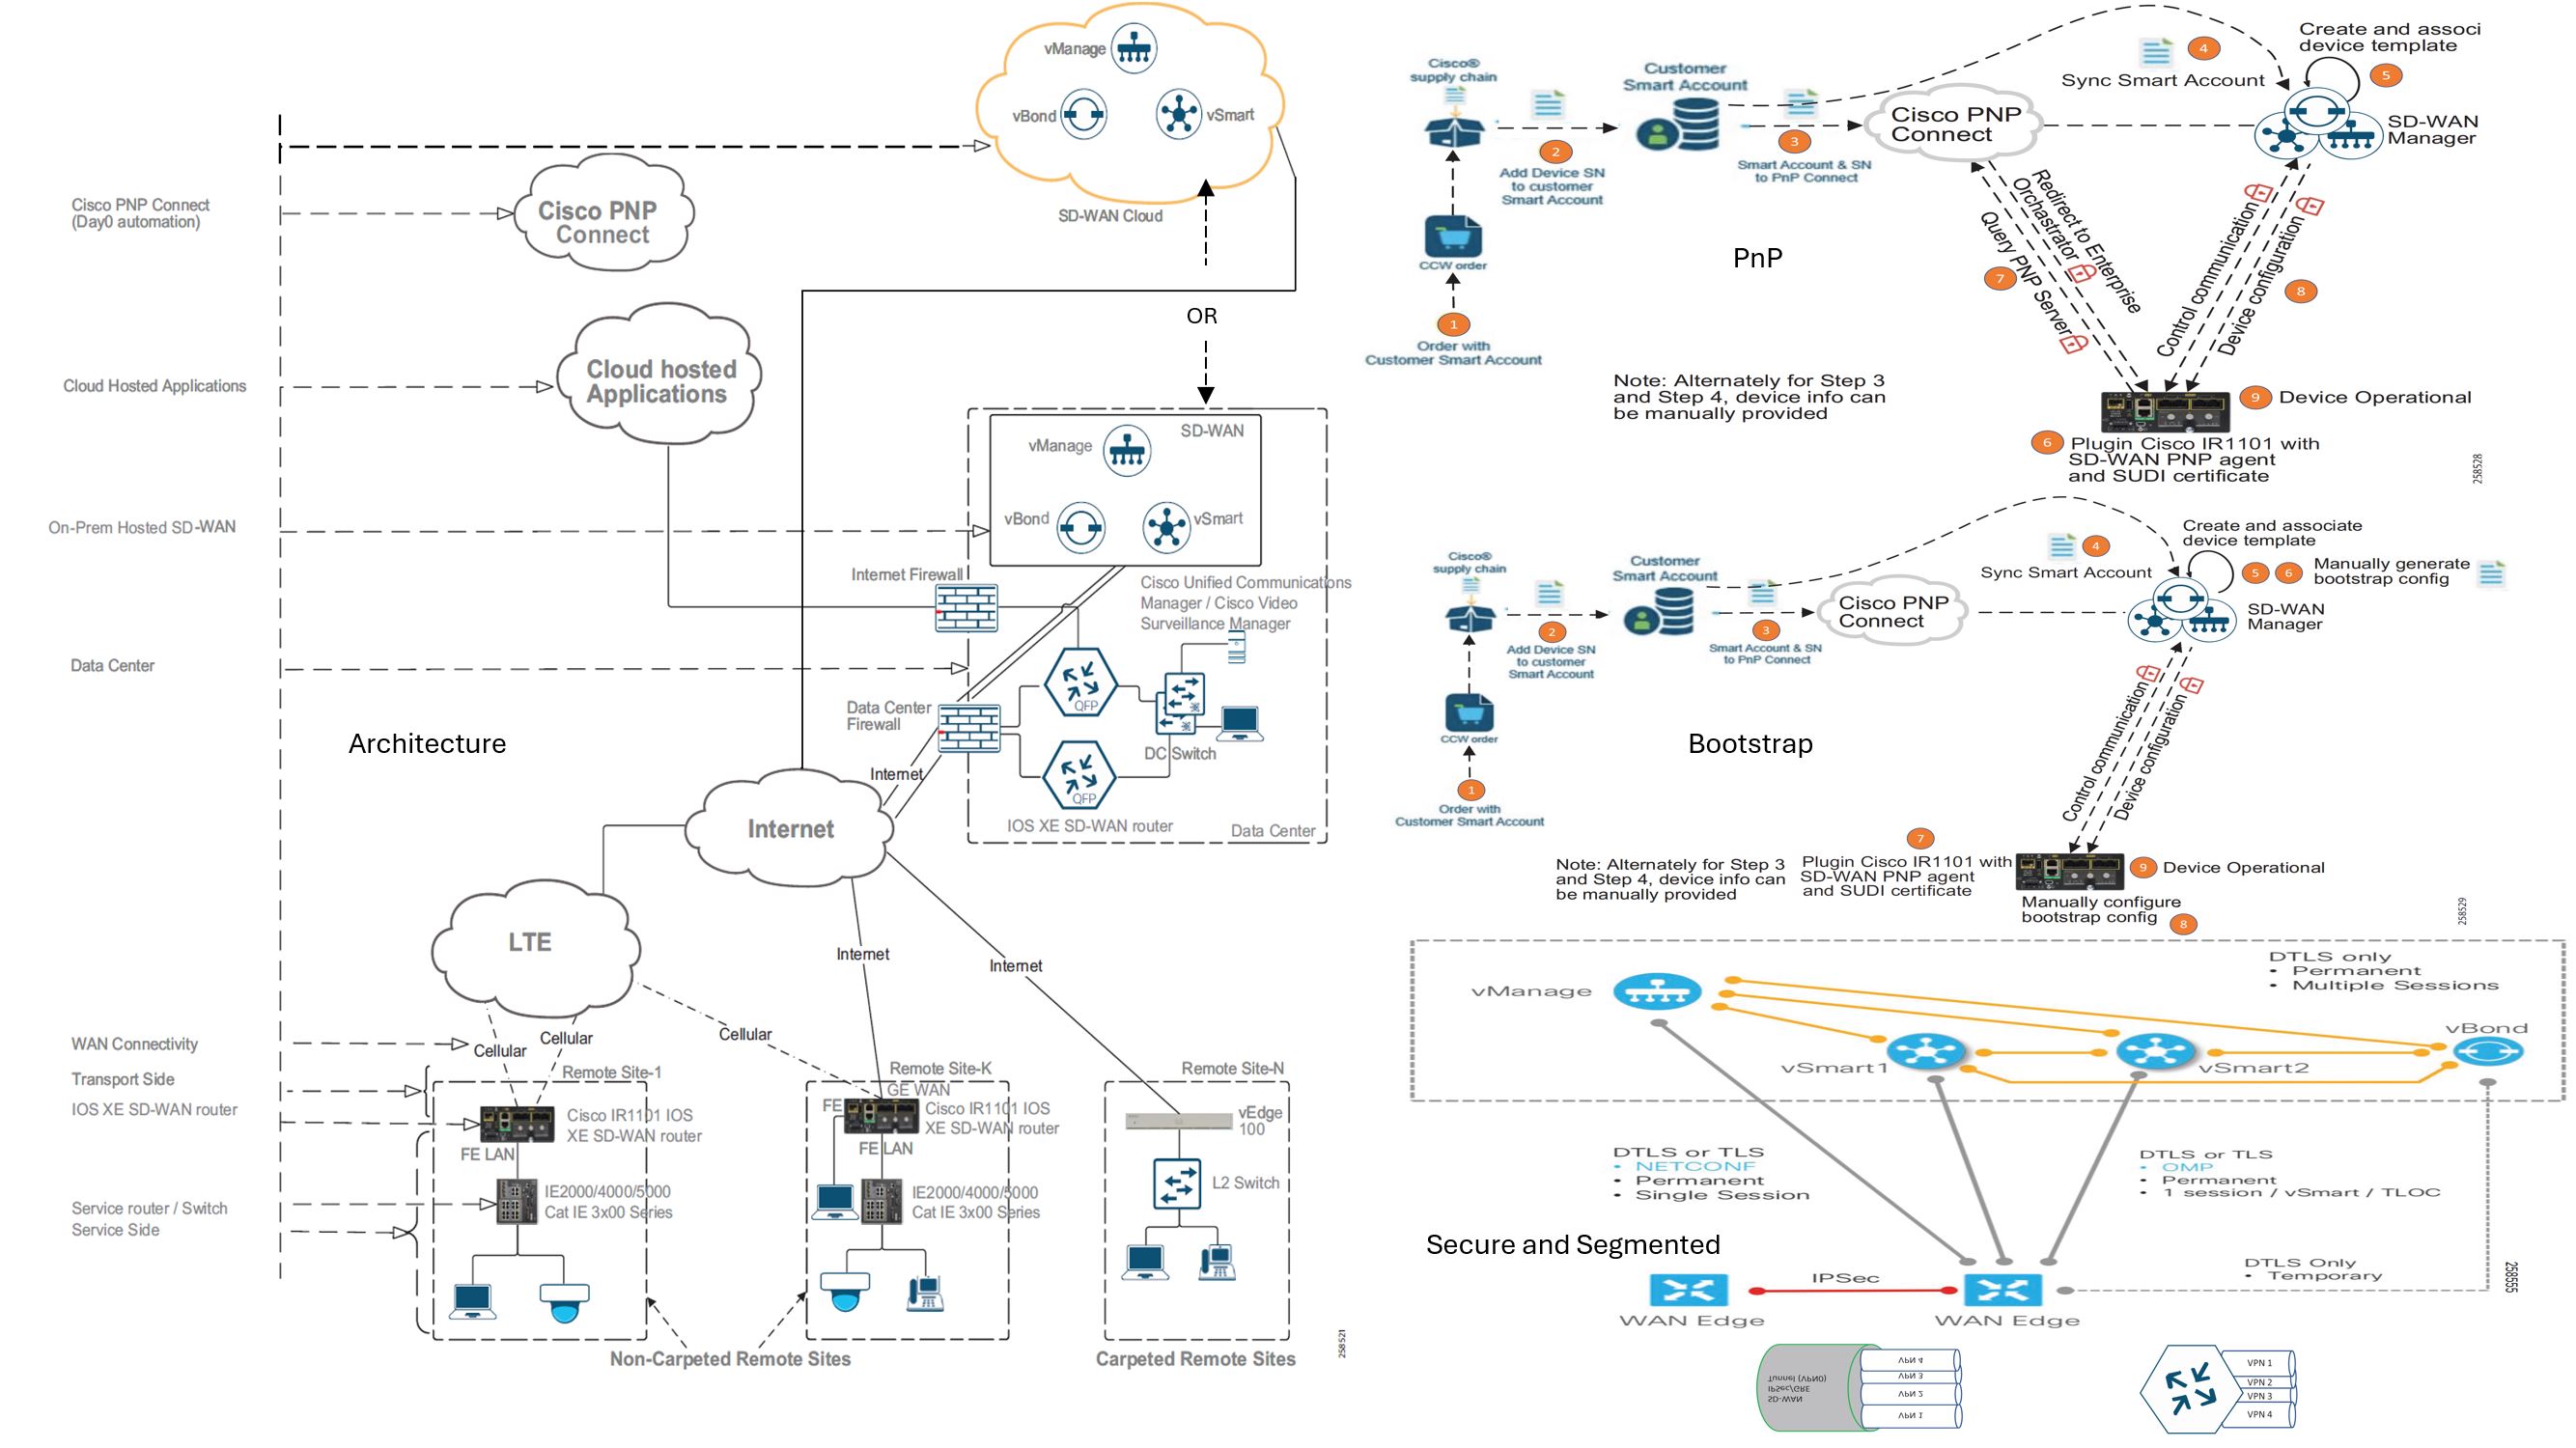 vManage
vBond
vSmart
SD-WAN Cloud
Cisco PNP Connect
(Day0 automation)
Cisco PNP
Connect
OR
Cloud Hosted Applications
Cloud hosted
Applications
SD-WAN
vManage
vBond
vSmart
On-Prem Hosted SD-WAN
Internet Firewall
Cisco Unified Communications
Manager / Cisco Video
Surveillance Manager
Data Center
QFP
Data Center
Firewall
DC Switch
Architecture
Internet
QFP
IOS XE SD-WAN router
Data Center
Internet
LTE
Internet
Internet
Cellular
WAN Connectivity
Cellular
Cellular
Transport Side
IOS XE SD-WAN router
Remote Site-1
Cisco IR1101 IOS
XE SD-WAN router
FE LAN
Remote Site-K
GE WAN
FE
Cisco IR1101 IOS
XE SD-WAN router
FE LAN
Remote Site-N
vEdge
100
L2 Switch
IE2000/4000/5000
Cat IE 3x00 Series
IE2000/4000/5000
Cat IE 3x00 Series
Service router / Switch
Service Side
Non-Carpeted Remote Sites
Carpeted Remote Sites
258521
Cisco®
supply chain
Customer
Smart Account
4
Sync Smart Account
Create and associ
device template
5
Cisco PNP
Connect
SD-WAN
Manager
2
Add Device SN
to customer
Smart Account
3
Smart Account & SN
to PnP Connect
CCW order
PnP
1
Order with
Customer Smart Account
Redirect to Enterprise
Orchastrator
Query PNP Server
7
Control communication
Device configuration
8
Note: Alternately for Step 3
and Step 4, device info can
be manually provided
9
Device Operational
6
Plugin Cisco IR1101 with
SD-WAN PNP agent
and SUDI certificate
258528
Cisco®
supply chain
Customer
Smart Account
4
Sync Smart Account
Create and associate
device template
5
6
Manually generate
bootstrap config
Cisco PNP
Connect
SD-WAN
Manager
2
Add Device SN
to customer
Smart Account
3
Smart Account & SN
to PnP Connect
CCW order
Bootstrap
1
Order with
Customer Smart Account
Control communication
Device configuration
7
Note: Alternately for Step 3
and Step 4, device info can
be manually provided
Plugin Cisco IR1101 with
SD-WAN PNP agent
and SUDI certificate
9
Device Operational
Manually configure
bootstrap config
8
258529
DTLS only
• Permanent
• Multiple Sessions
vManage
vSmart1
vSmart2
vBond
DTLS or TLS
• NETCONF
• Permanent
• Single Session
DTLS or TLS
• OMP
• Permanent
• 1 session / vSmart / TLOC
Secure and Segmented
IPSec
WAN Edge
WAN Edge
DTLS Only
• Temporary
258555
Tunnel (VPN0)
IPSec/GRE
SD-WAN
VPN 4
VPN 3
VPN 2
VPN 1
VPN 1
VPN 2
VPN 3
VPN 4